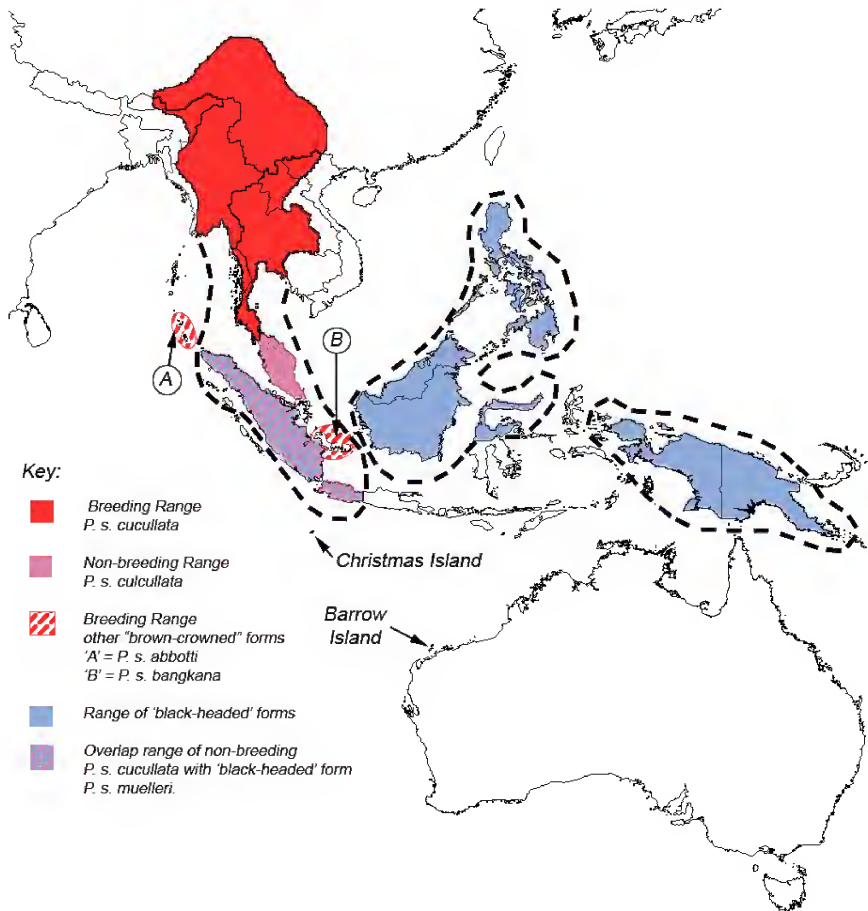 B
A
Key:
Breeding Range
P. s. cucullata
Non-breeding Range
P. s. culcullata
Breeding Range
other "brown-crowned" forms
'A' = P. s. abbotti
'B' = P. s. bangkana
Range of 'black-headed' forms
Overlap range of non-breeding
P. s. cucullata with 'black-headed' form
P. s. muelleri.
Christmas Island
Barrow
Island